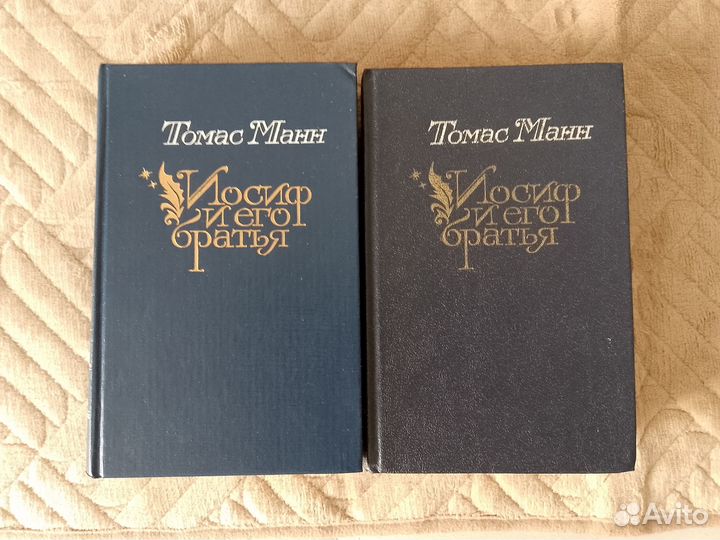 Томас Манн
Иосиф
и его
братья
Томас Манн
Иосиф
и его
братья
Avito